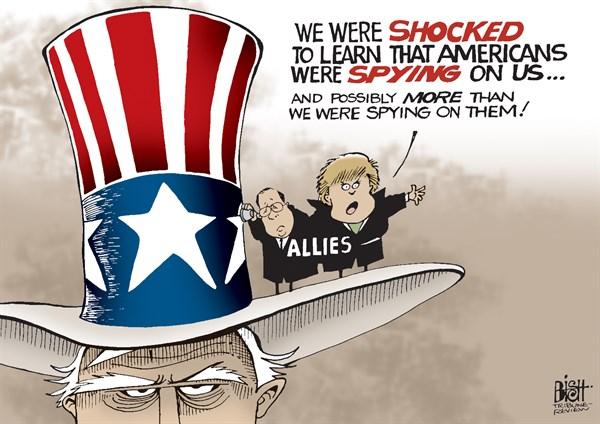 WE WERE SHOCKED
TO LEARN THAT AMERICANS
WERE SPYING ON US...
AND POSSIBLY MORE THAN
WE WERE SPYING ON THEM!
ALLIES
BISH
TRIBUNE-
REVIEW